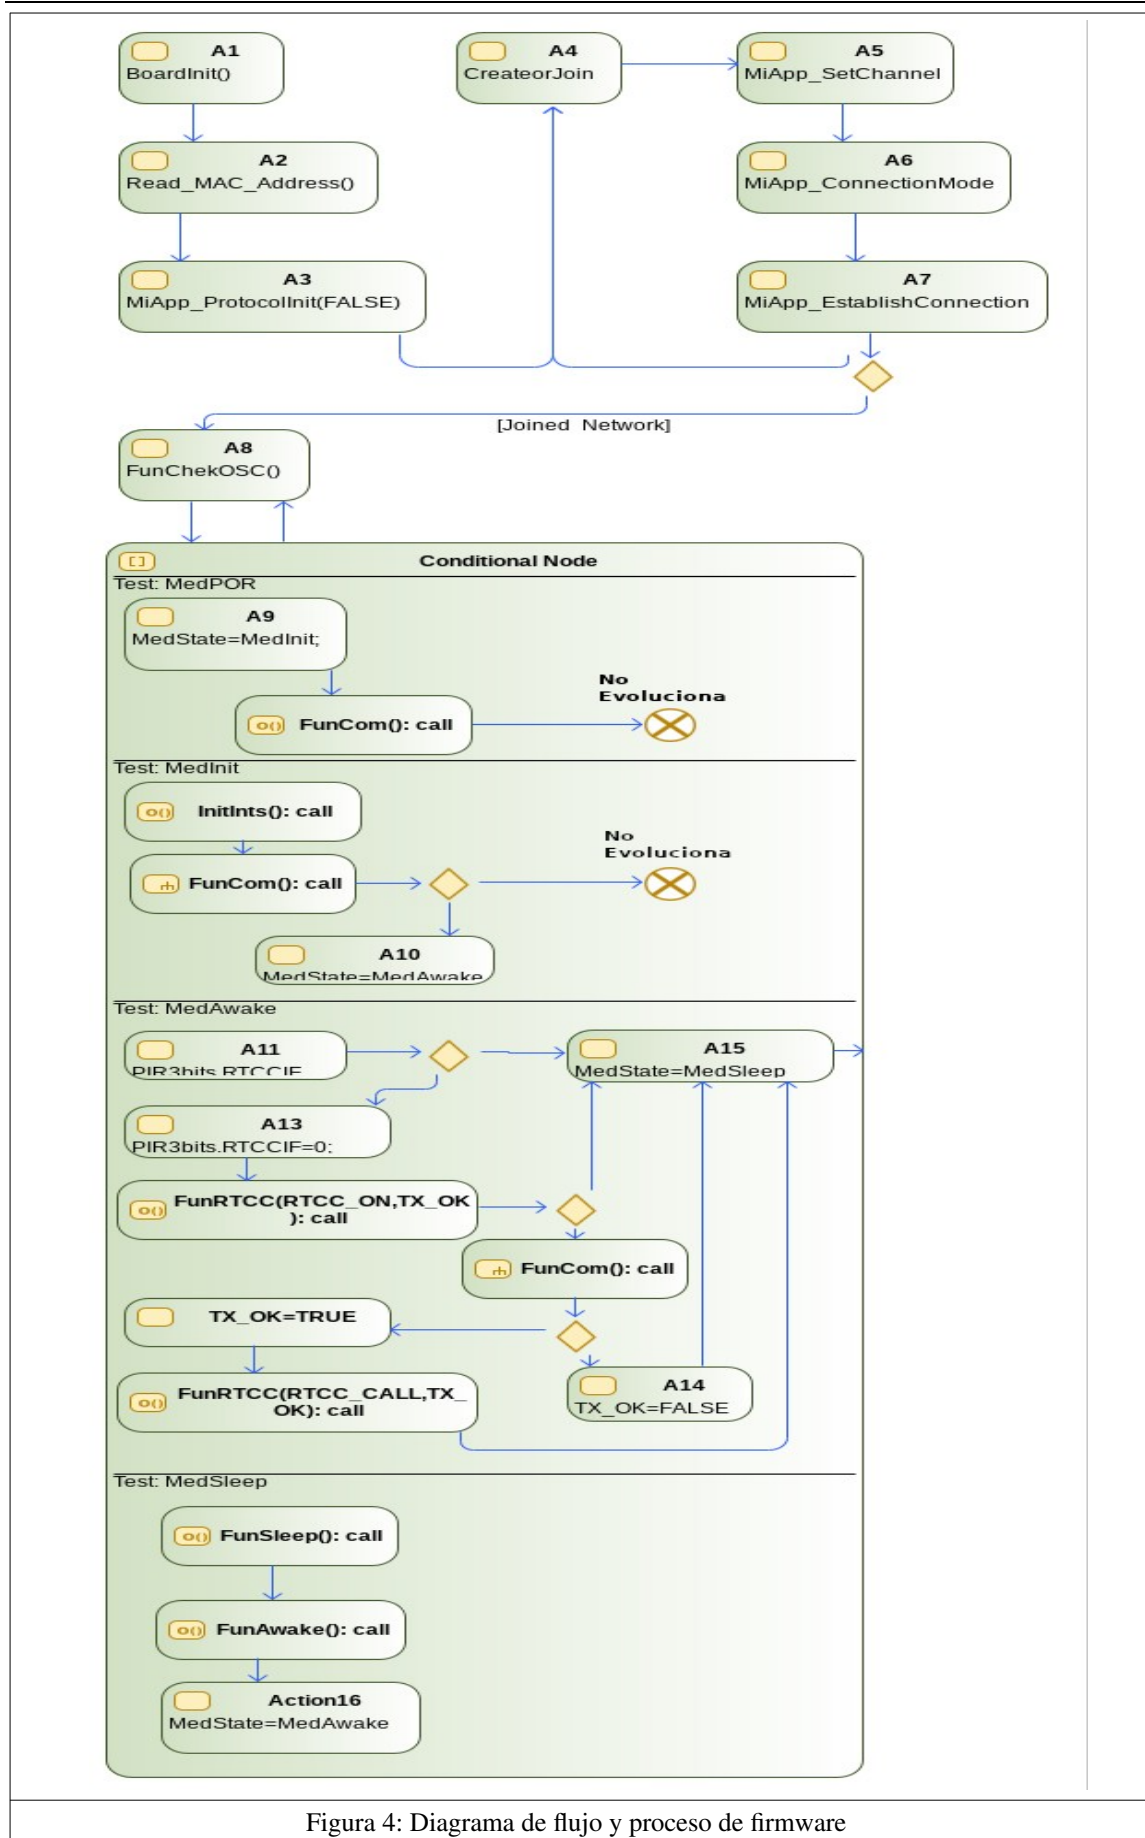 A1
BoardInit()
A4
CreateorJoin
A5
MiApp_SetChannel
A2
Read_MAC_Address()
A6
MiApp_ConnectionMode
A3
MiApp_ProtocolInit(FALSE)
A7
MiApp_EstablishConnection
[Joined Network]
A8
FunChekOSC()
Conditional Node
Test: MedPOR
A9
MedState=MedInit;
FunCom(): call
No
Evoluciona
Test: MedInit
InitInts(): call
FunCom(): call
No
Evoluciona
A10
MedState=MedAwake
Test: MedAwake
A11
PIR3bits.RTCCIF
A15
MedState=MedSleep
A13
PIR3bits.RTCCIF=0;
FunRTCC(RTCC_ON,TX_OK
): call
FunCom(): call
TX_OK=TRUE
FunRTCC(RTCC_CALL,TX_
OK): call
A14
TX_OK=FALSE
Test: MedSleep
FunSleep(): call
FunAwake(): call
Action16
MedState=MedAwake
Figura 4: Diagrama de flujo y proceso de firmware